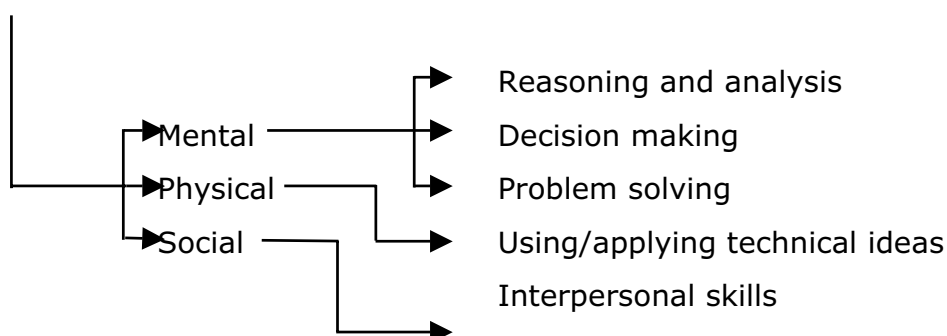 Reasoning and analysis
Mental
Decision making
Physical
Problem solving
Social
Using/applying technical ideas
Interpersonal skills